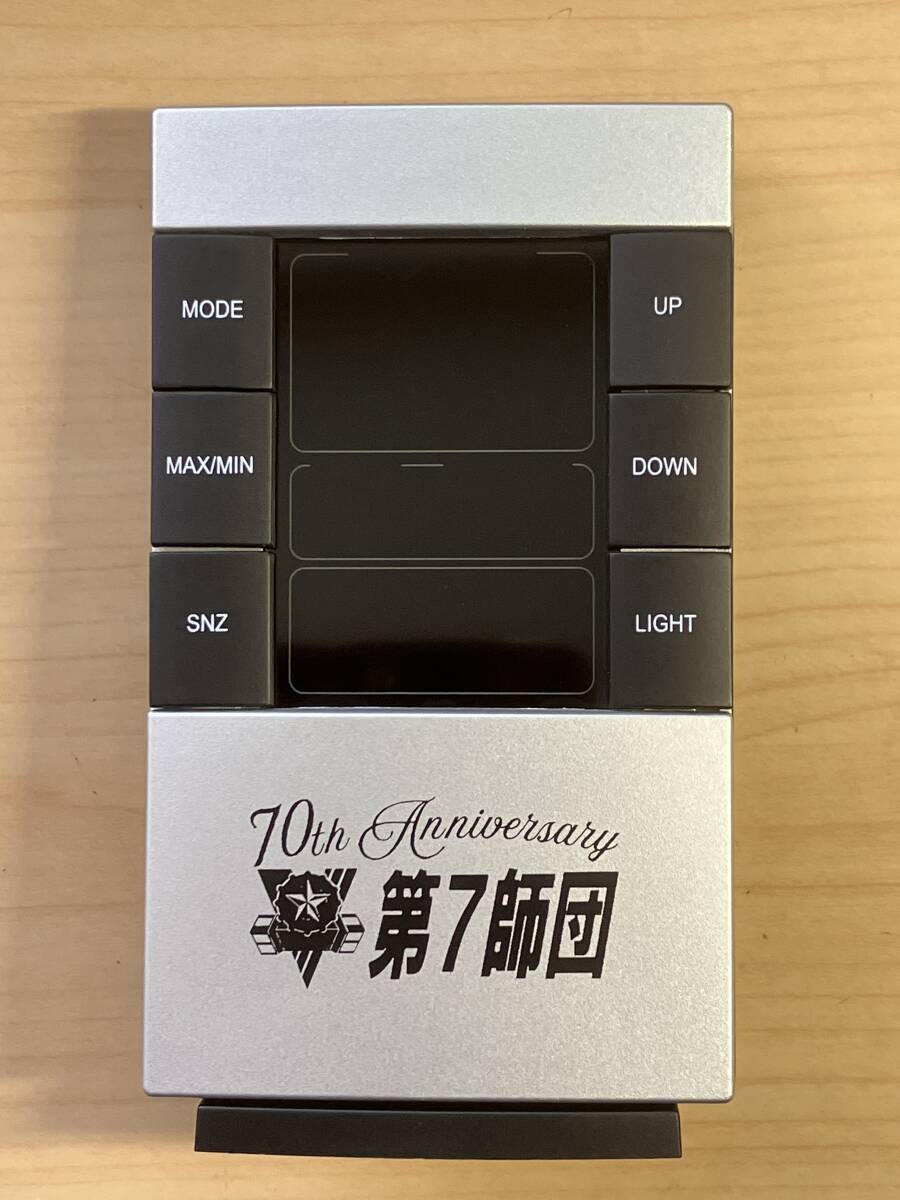 MODE
UP
MAX/MIN
DOWN
SNZ
LIGHT
70th Anniversary
第7師団